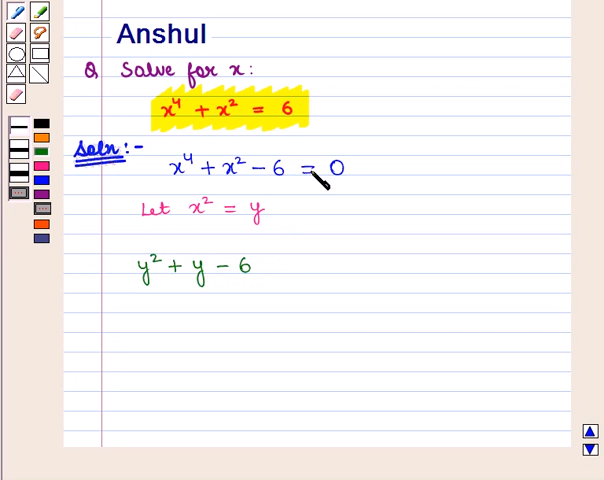 Anshul
Q Solve for x:
x⁴ + x² = 6
Soln:-
x⁴ + x² - 6 = 0
Let x² = y
y² + y - 6